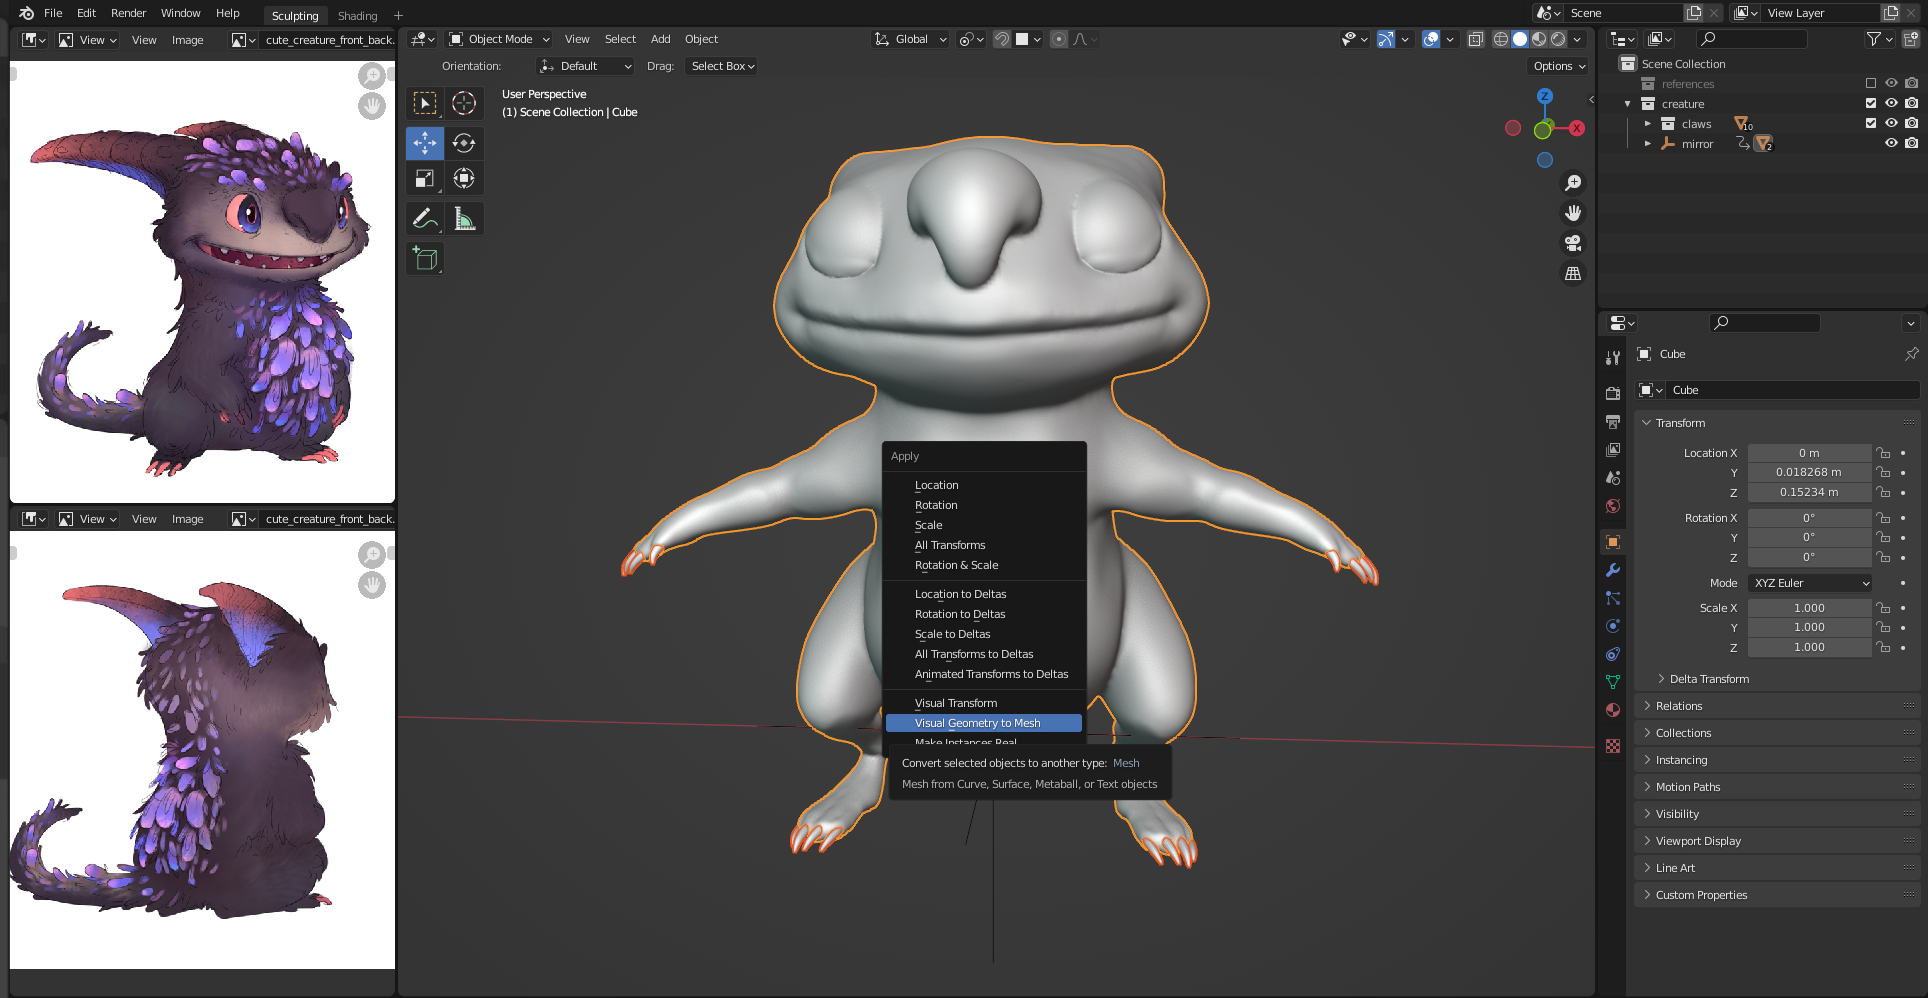 File Edit Render Window Help Sculpting Shading + Scene View Layer
View View Image cute_creature_front_back.
Object Mode View Select Add Object Global
Orientation: Default Drag: Select Box Options
User Perspective
(1) Scene Collection | Cube
Z
X
Apply
Location
Rotation
Scale
All Transforms
Rotation & Scale
Location to Deltas
Rotation to Deltas
Scale to Deltas
All Transforms to Deltas
Animated Transforms to Deltas
Visual Transform
Visual Geometry to Mesh
Make Instances Real
Convert selected objects to another type: Mesh
Mesh from Curve, Surface, Metaball, or Text objects
View View Image cute_creature_front_back.
Scene Collection
references
creature
claws 10
mirror 2
Cube
Cube
Transform
Location X 0 m
Y 0.018268 m
Z 0.15234 m
Rotation X 0°
Y 0°
Z 0°
Mode XYZ Euler
Scale X 1.000
Y 1.000
Z 1.000
Delta Transform
Relations
Collections
Instancing
Motion Paths
Visibility
Viewport Display
Line Art
Custom Properties